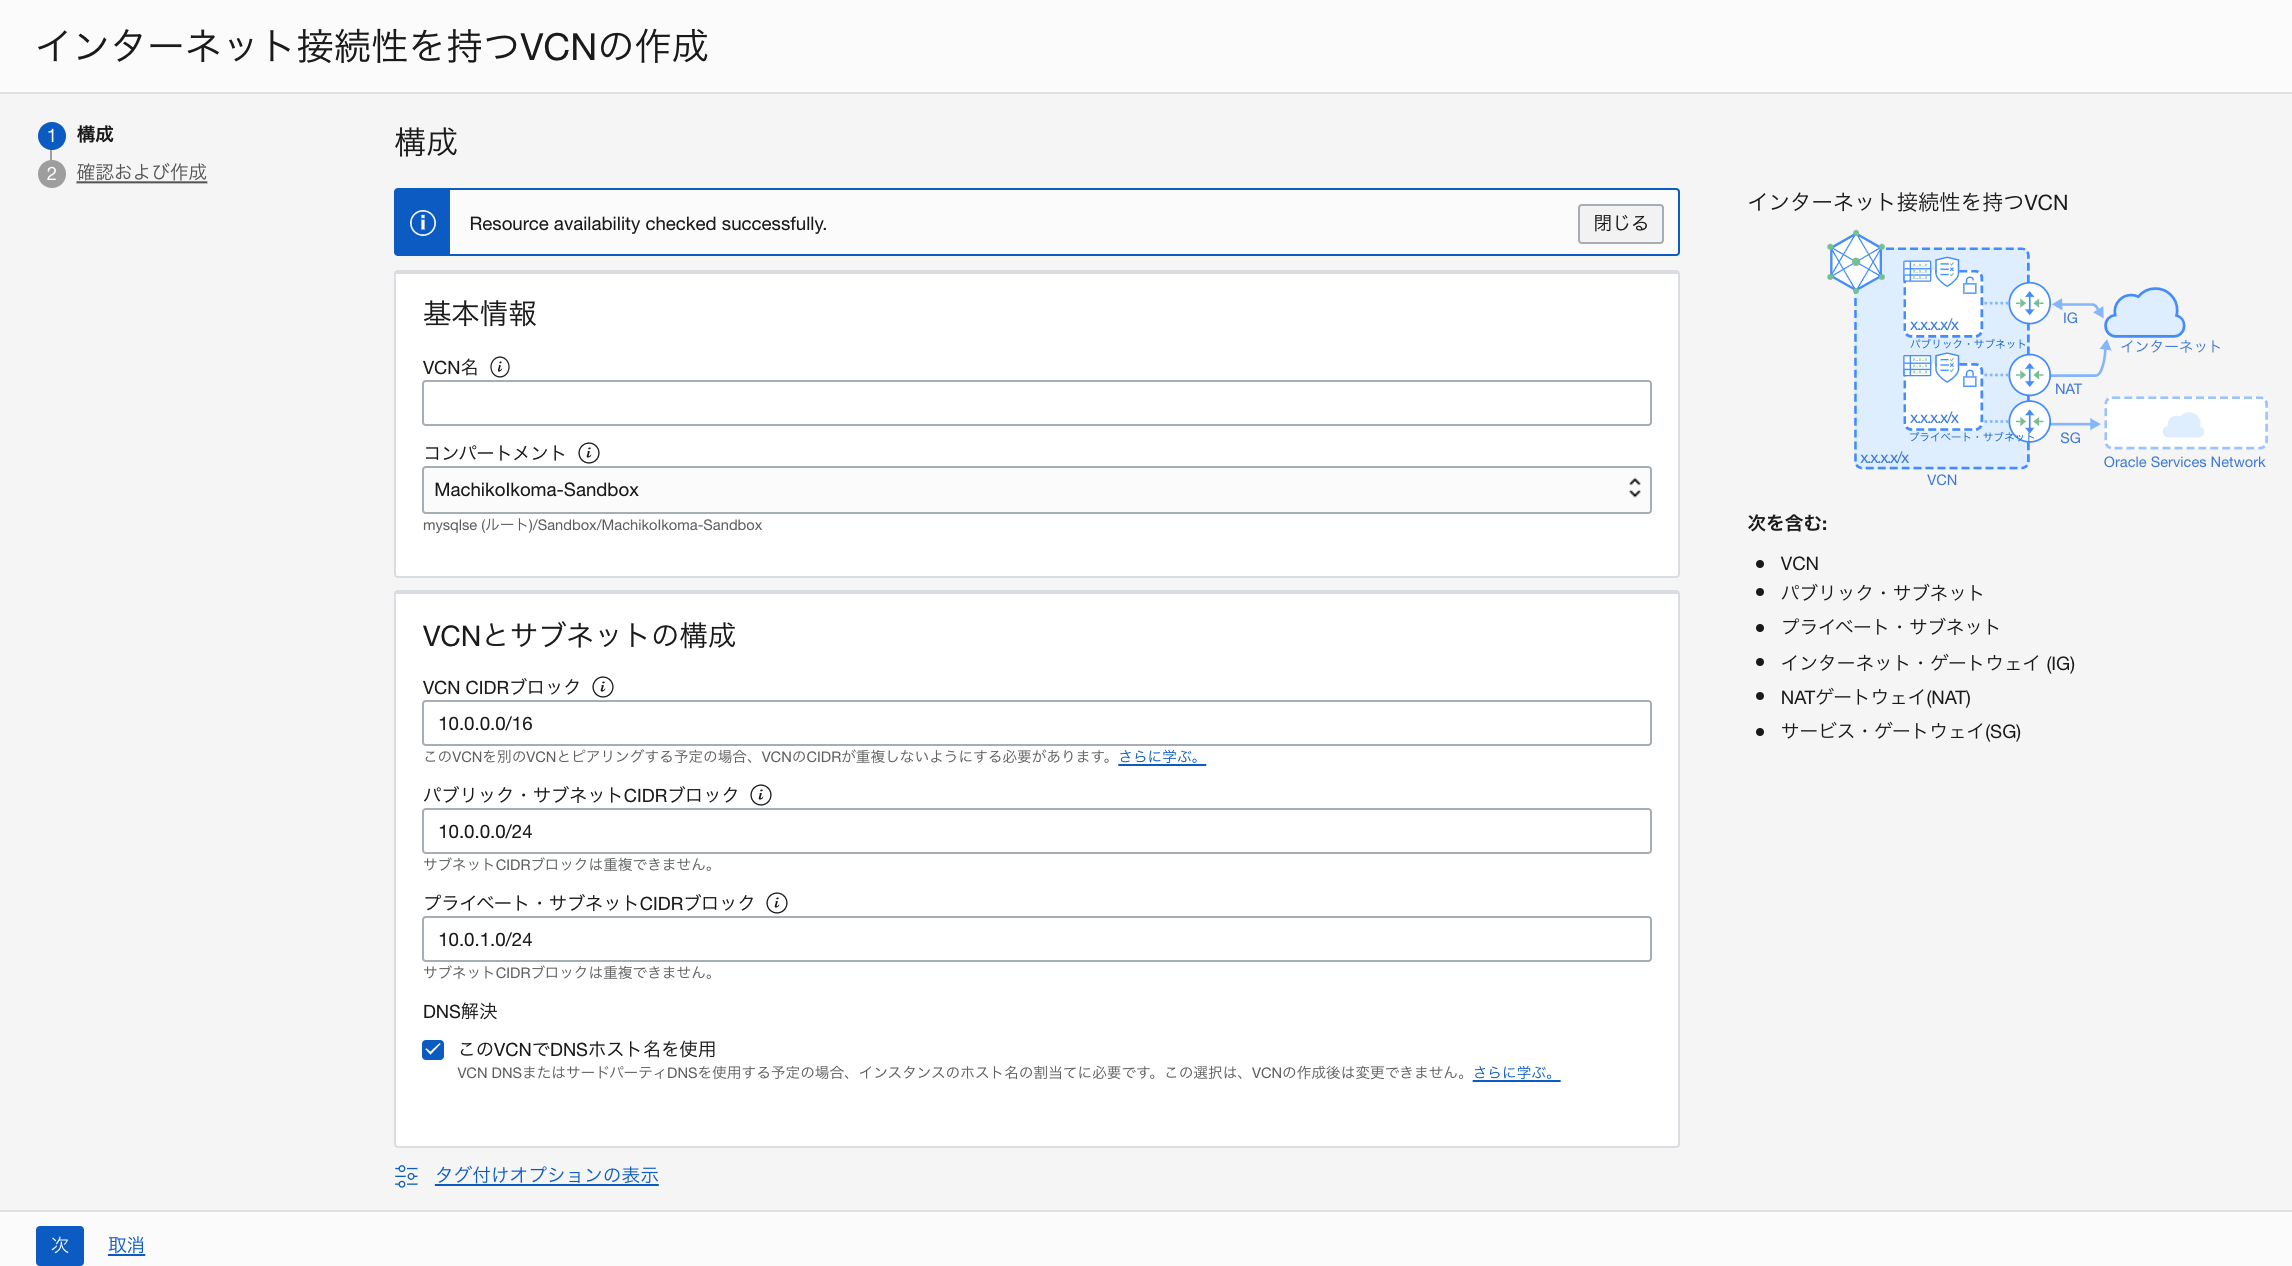 インターネット接続性を持つVCNの作成
1 構成
2 確認および作成
構成
Resource availability checked successfully.
閉じる
基本情報
VCN名
コンパートメント
MachikoIkoma-Sandbox
mysqlse (ルート)/Sandbox/MachikoIkoma-Sandbox
VCNとサブネットの構成
VCN CIDRブロック
10.0.0.0/16
このVCNを別のVCNとピアリングする予定の場合、VCNのCIDRが重複しないようにする必要があります。さらに学ぶ。
パブリック・サブネットCIDRブロック
10.0.0.0/24
サブネットCIDRブロックは重複できません。
プライベート・サブネットCIDRブロック
10.0.1.0/24
サブネットCIDRブロックは重複できません。
DNS解決
このVCNでDNSホスト名を使用
VCN DNSまたはサードパーティDNSを使用する予定の場合、インスタンスのホスト名の割当てに必要です。この選択は、VCNの作成後は変更できません。さらに学ぶ。
タグ付けオプションの表示
次 取消
インターネット接続性を持つVCN
x.x.x.x/x
パブリック・サブネット
IG
インターネット
NAT
x.x.x.x/x
プライベート・サブネット
SG
x.x.x.x/x
VCN
Oracle Services Network
次を含む:
VCN
パブリック・サブネット
プライベート・サブネット
インターネット・ゲートウェイ (IG)
NATゲートウェイ(NAT)
サービス・ゲートウェイ(SG)